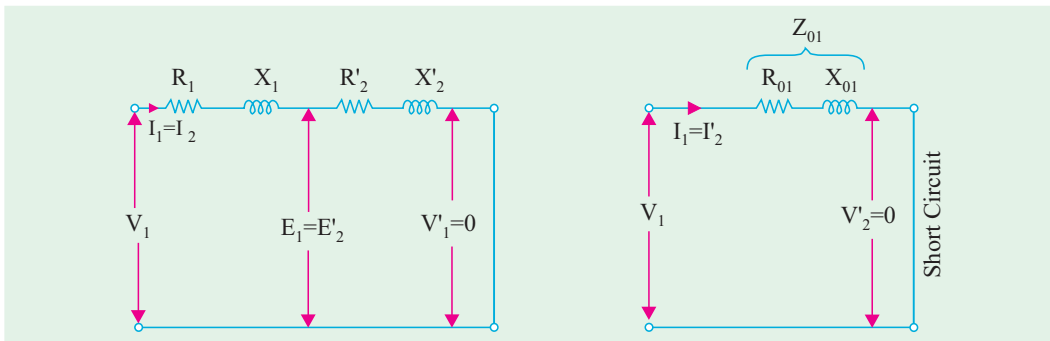 R₁ X₁ R'₂ X'₂
I₁=I₂
V₁ E₁=E'₂ V'₁=0
Z₀₁
R₀₁ X₀₁
I₁=I'₂
V₁ V'₂=0
Short Circuit